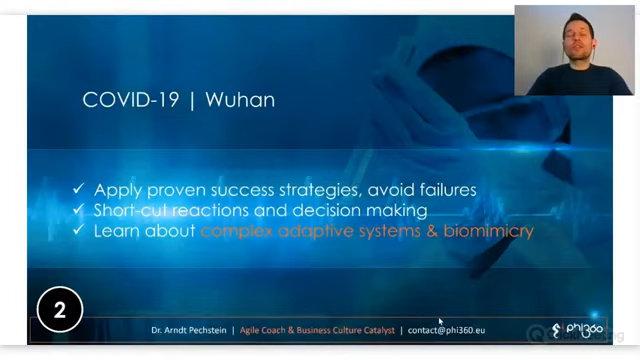 COVID-19 | Wuhan
✓ Apply proven success strategies, avoid failures
✓ Short-cut reactions and decision making
✓ Learn about complex adaptive systems & biomimicry
2
Dr. Arndt Pechstein | Agile Coach & Business Culture Catalyst | contact@phi360.eu
phi360